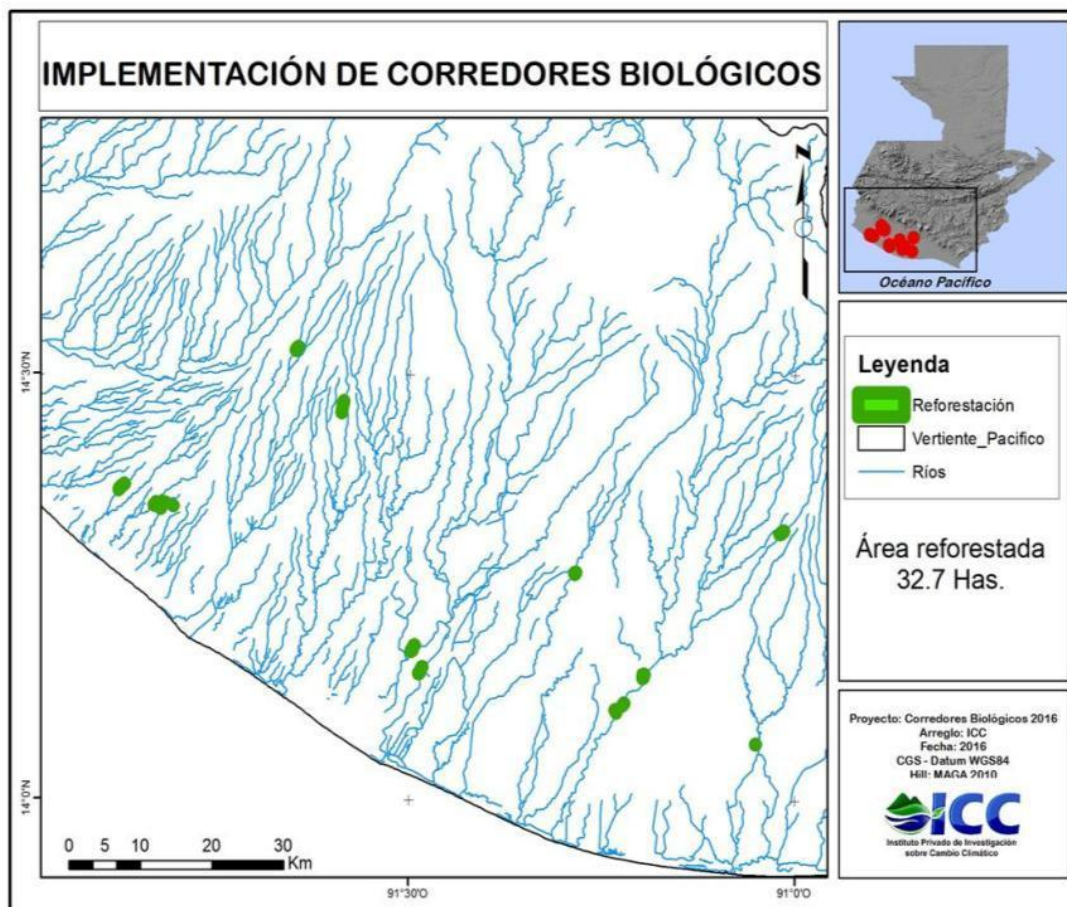 IMPLEMENTACIÓN DE CORREDORES BIOLÓGICOS
Océano Pacífico
Leyenda
Reforestación
Vertiente_Pacifico
Ríos
Área reforestada
32.7 Has.
Proyecto: Corredores Biológicos 2016
Arreglo: ICC
Fecha: 2016
CGS - Datum WGS84
Hill: MAGA 2010
ICC
Instituto Privado de Investigación
sobre Cambio Climático
14°30'N
14°0'N
0 5 10 20 30
Km
91°30'O
91°0'O